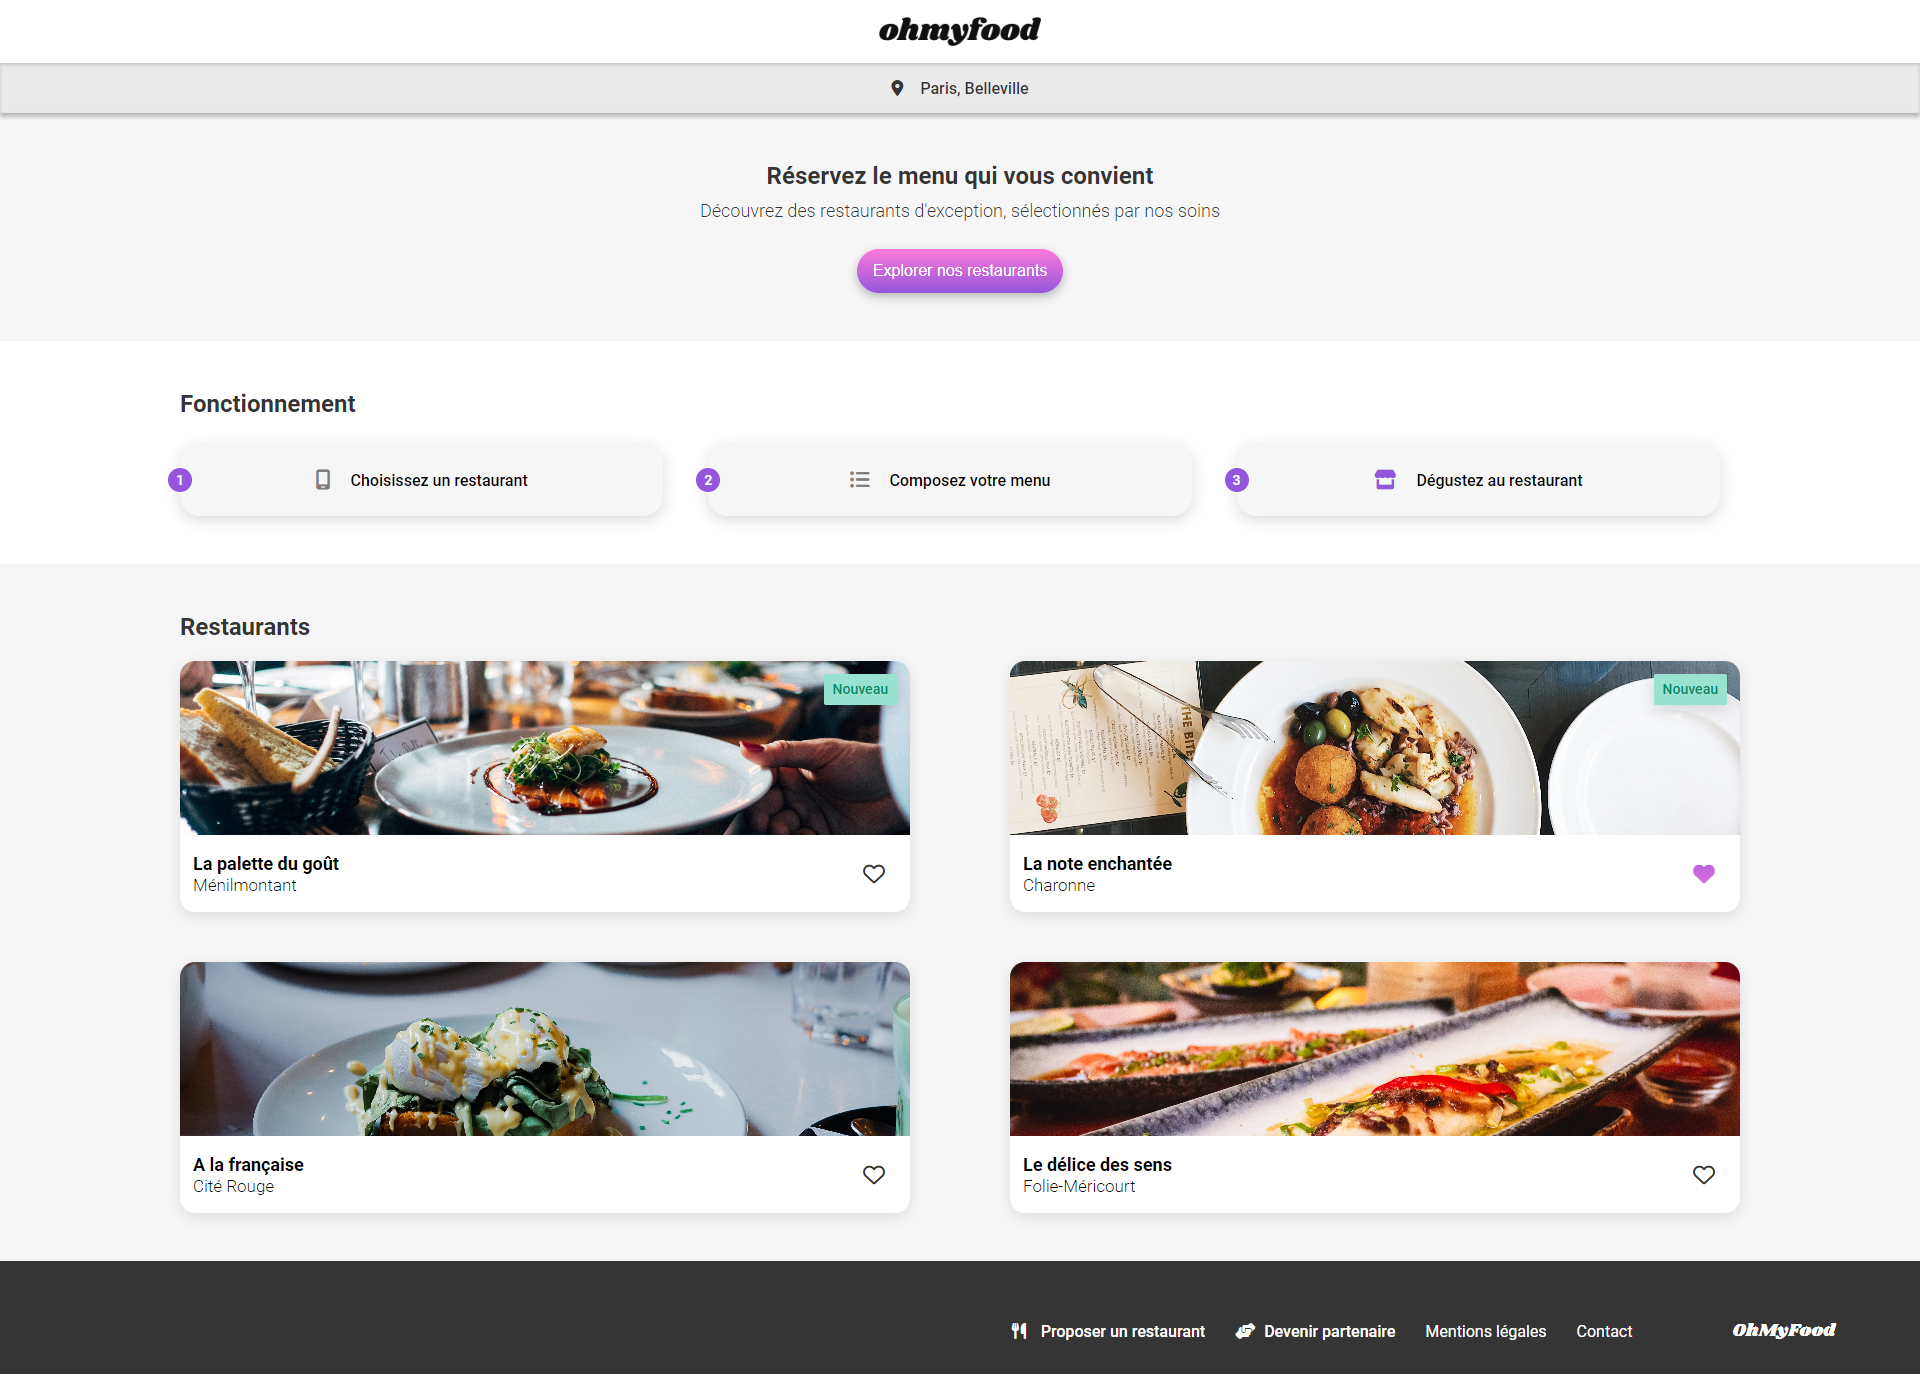 ohmyfood
Paris, Belleville
Réservez le menu qui vous convient
Découvrez des restaurants d'exception, sélectionnés par nos soins
Explorer nos restaurants
Fonctionnement
1 Choisissez un restaurant
2 Composez votre menu
3 Dégustez au restaurant
Restaurants
Nouveau
La palette du goût
Ménilmontant
Nouveau
THE BITE
La note enchantée
Charonne
A la française
Cité Rouge
Le délice des sens
Folie-Méricourt
Proposer un restaurant Devenir partenaire Mentions légales Contact OhMyFood